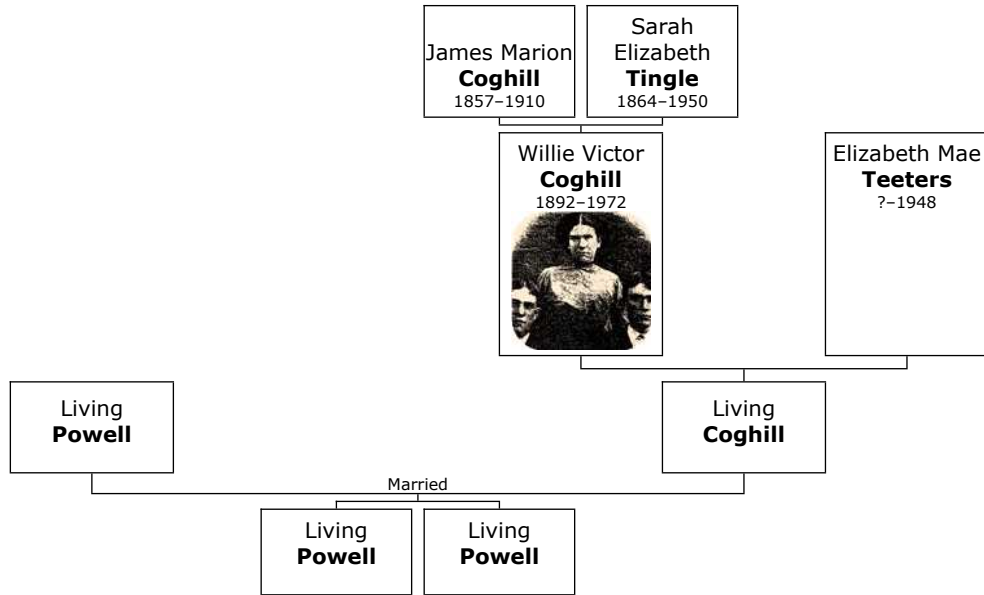 James Marion
Coghill
1857–1910
Sarah
Elizabeth
Tingle
1864–1950
Willie Victor
Coghill
1892–1972
Elizabeth Mae
Teeters
?–1948
Living
Powell
Living
Coghill
Married
Living
Powell
Living
Powell